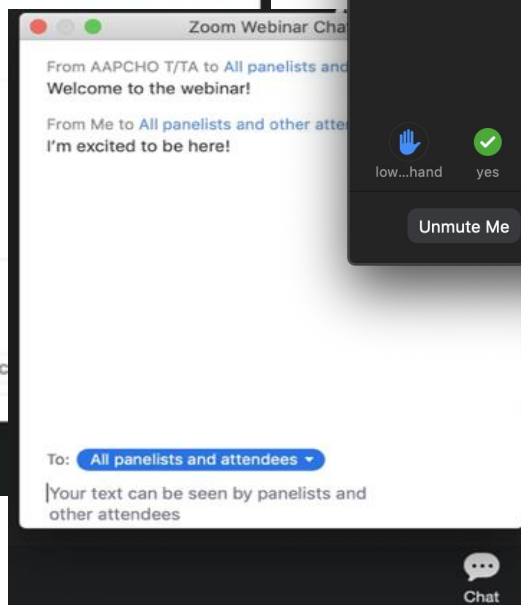 Zoom Webinar Cha
From AAPCHO T/TA to All panelists and
Welcome to the webinar!
From Me to All panelists and other atte
I'm excited to be here!
low...hand yes
Unmute Me
To: All panelists and attendees
Your text can be seen by panelists and
other attendees
Chat